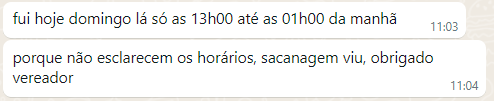 fui hoje domingo lá só as 13h00 até as 01h00 da manhã
11:03
porque não esclarecem os horários, sacanagem viu, obrigado
vereador
11:04